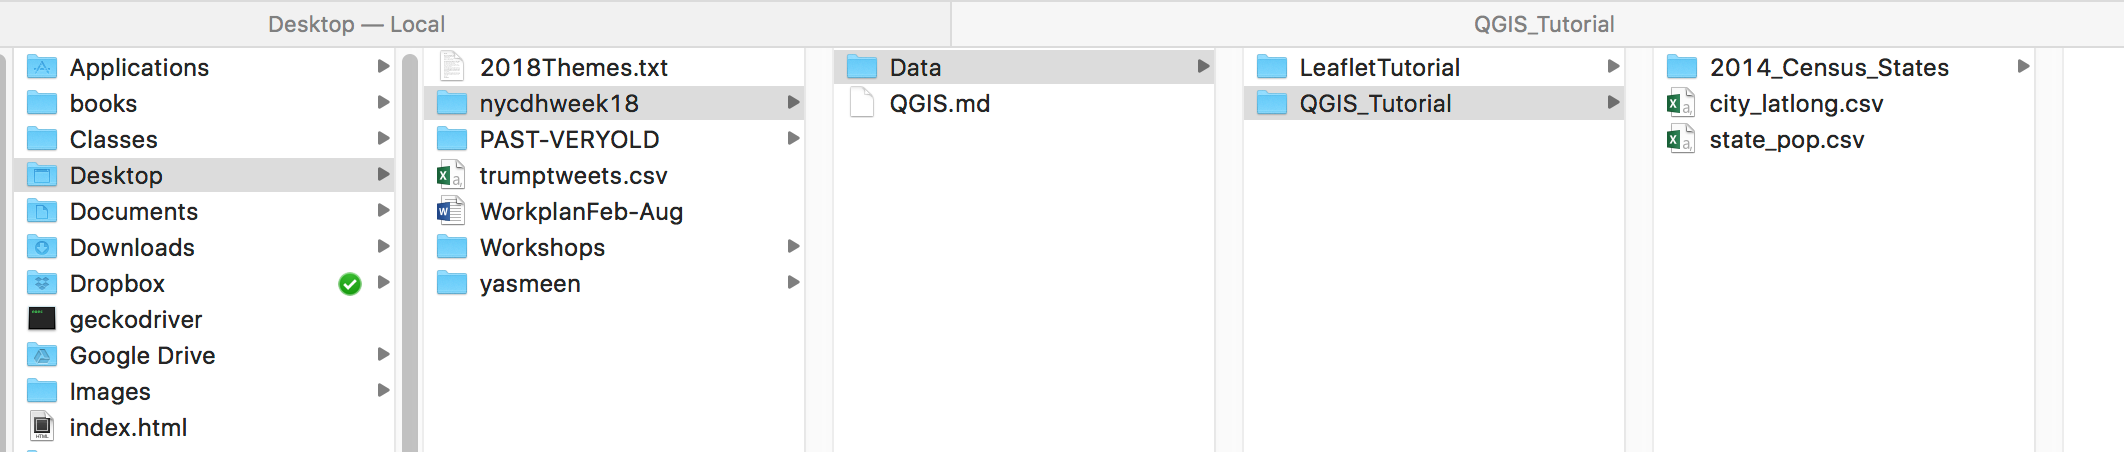 Desktop — Local
QGIS_Tutorial
Applications
books
Classes
Desktop
Documents
Downloads
Dropbox
geckodriver
Google Drive
Images
index.html
2018Themes.txt
nycdhweek18
PAST-VERYOLD
trumptweets.csv
WorkplanFeb-Aug
Workshops
yasmeen
Data
QGIS.md
LeafletTutorial
QGIS_Tutorial
2014_Census_States
city_latlong.csv
state_pop.csv